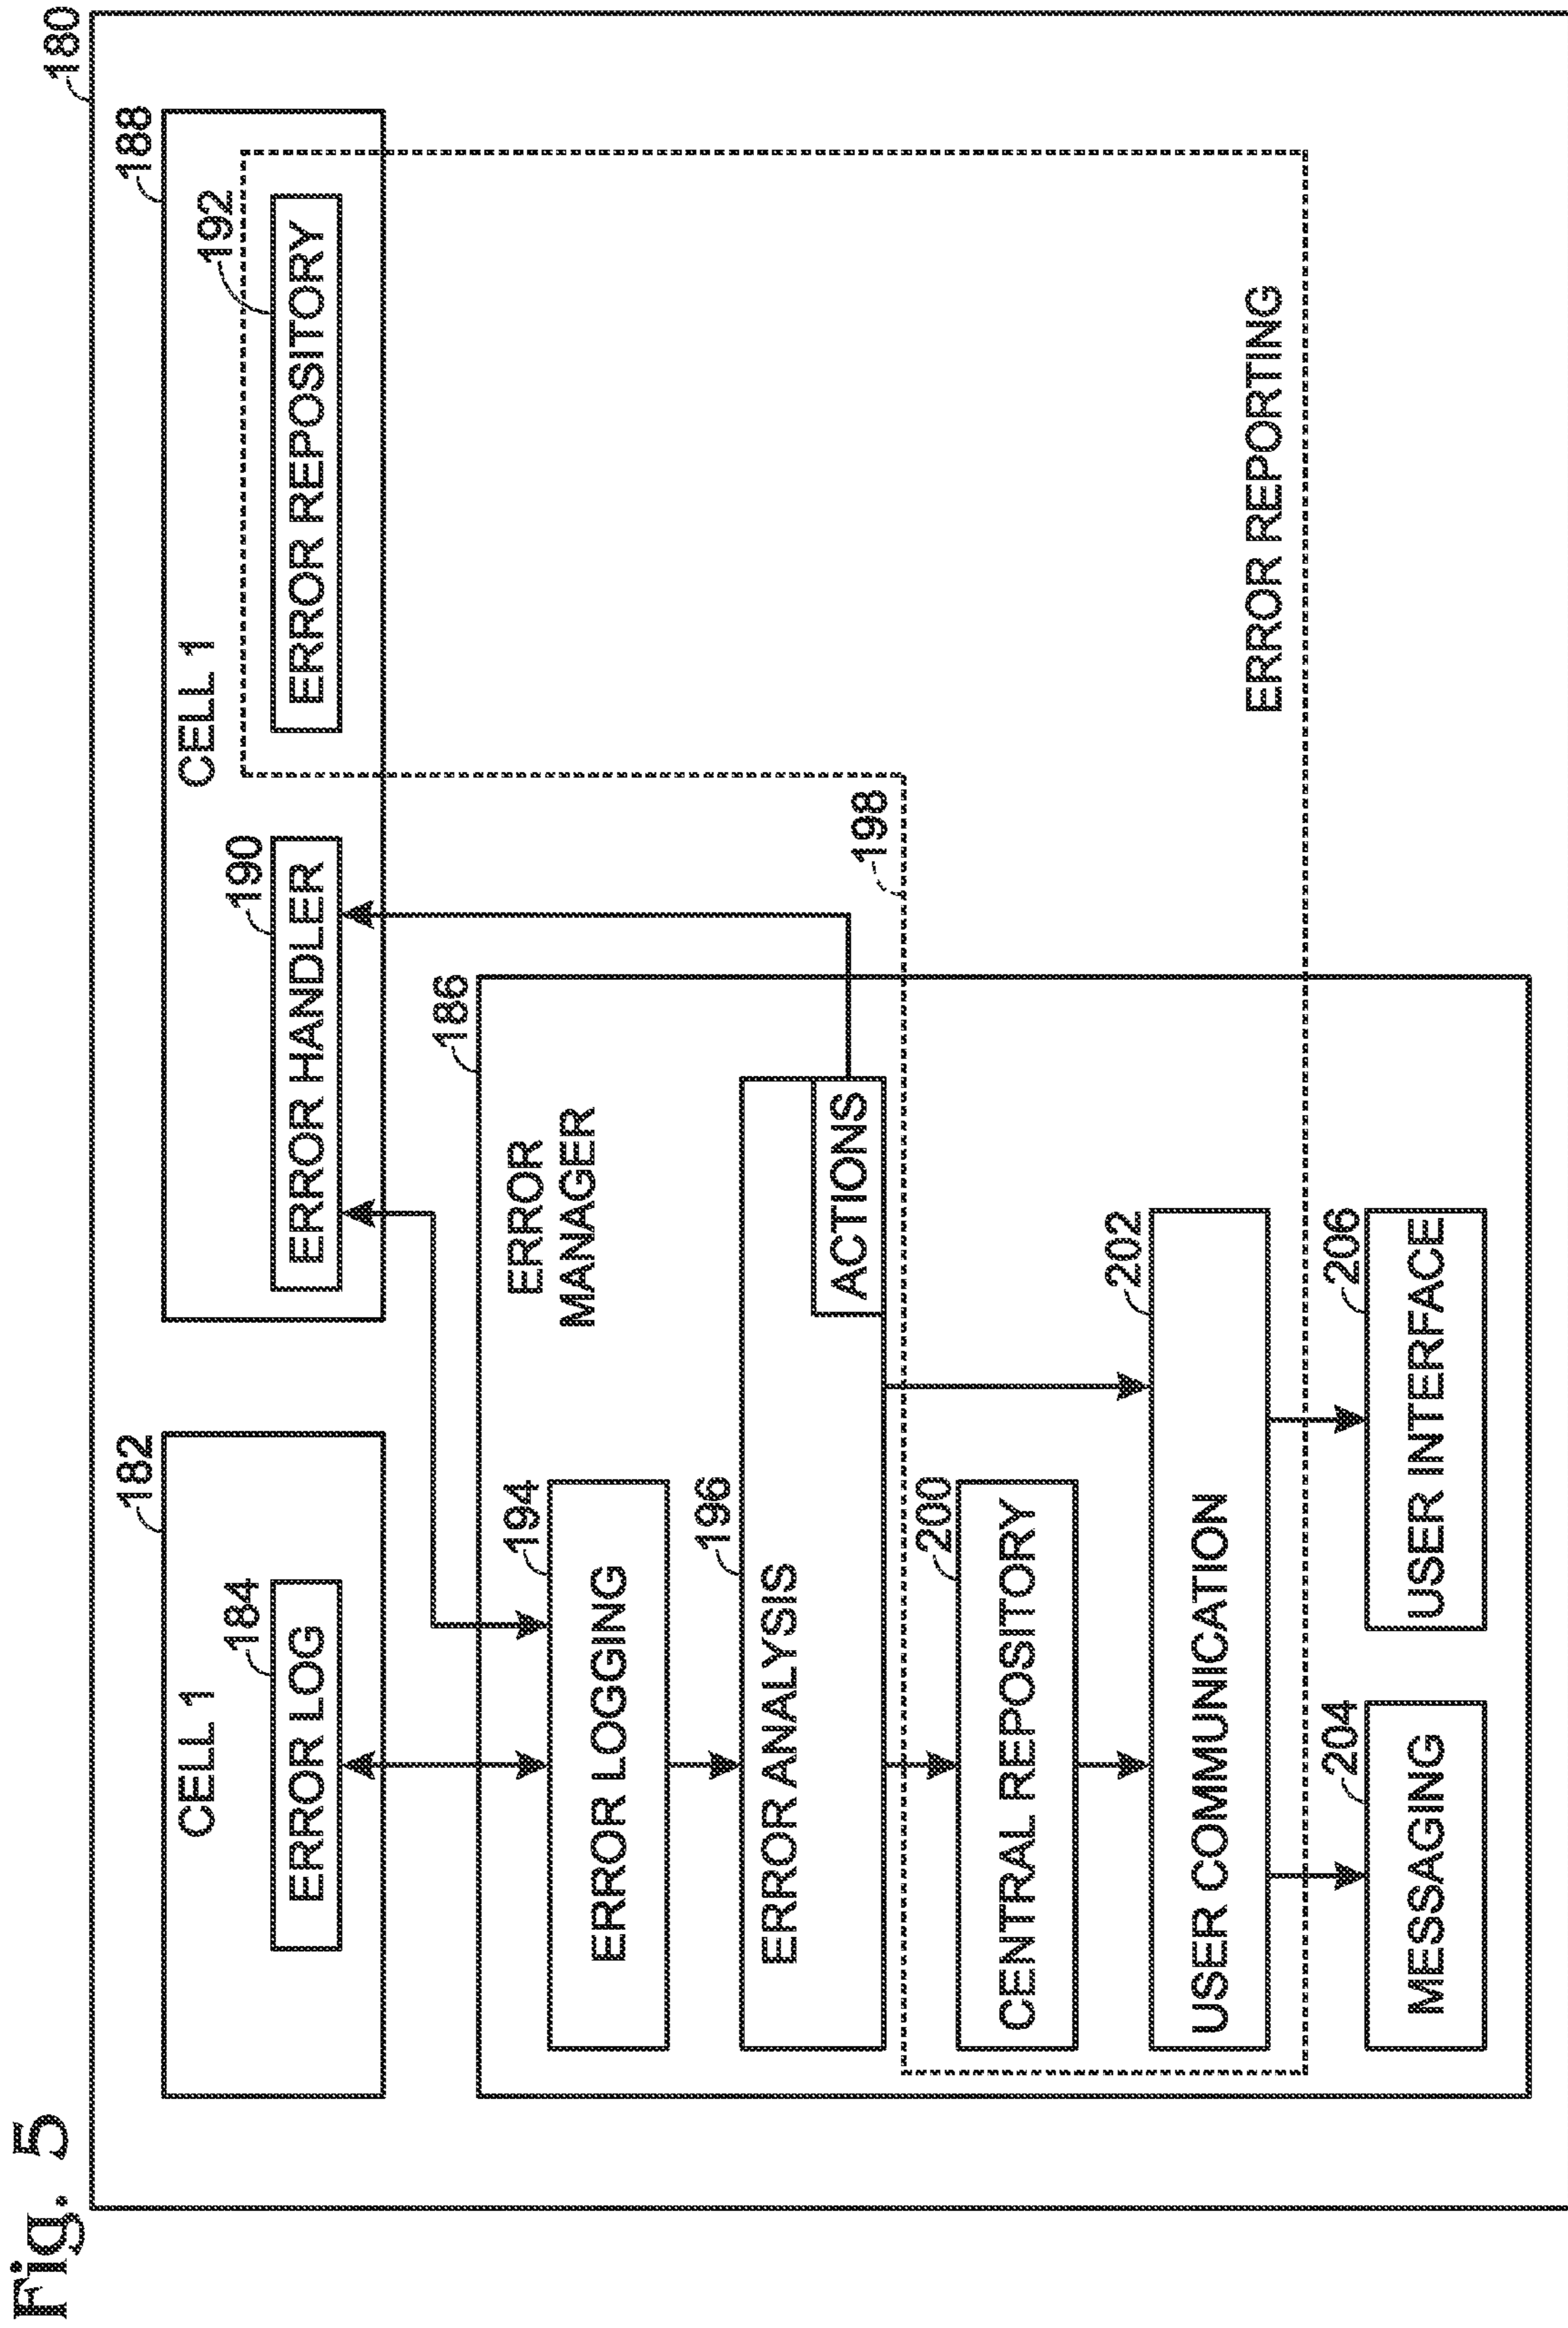 Fig. 5
180
182
CELL 1
184
ERROR LOG
188
CELL 1
190
ERROR HANDLER
192
ERROR REPOSITORY
186
ERROR
MANAGER
194
ERROR LOGGING
196
ERROR ANALYSIS
ACTIONS
198
200
CENTRAL REPOSITORY
202
USER COMMUNICATION
ERROR REPORTING
204
MESSAGING
206
USER INTERFACE